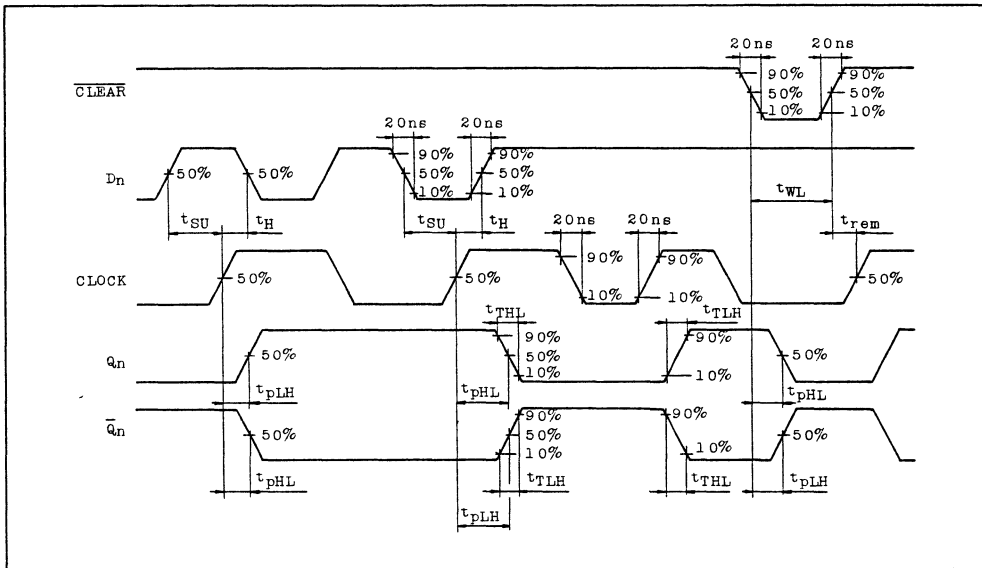 20ns 20ns
CLEAR 90% 50% 10% 90% 50% 10%
20ns 20ns
Dn 50% 50% 90% 50% 10% 90% 50% 10%
tSU tH tSU tH tWL
20ns 20ns trem
CLOCK 50% 50% 90% 10% 90% 10% 50%
tTHL tTLH
Qn 50% 90% 50% 10% 90% 10% 50%
tpLH tpHL tpHL
Qn 50% 90% 50% 10% 90% 10% 50%
tpHL tTLH tTHL tpLH
tpLH